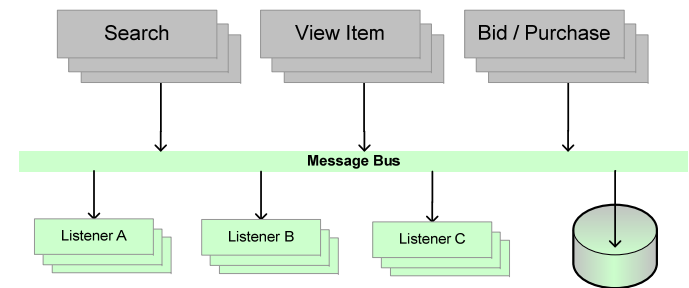 Search
View Item
Bid / Purchase
Message Bus
Listener A
Listener B
Listener C